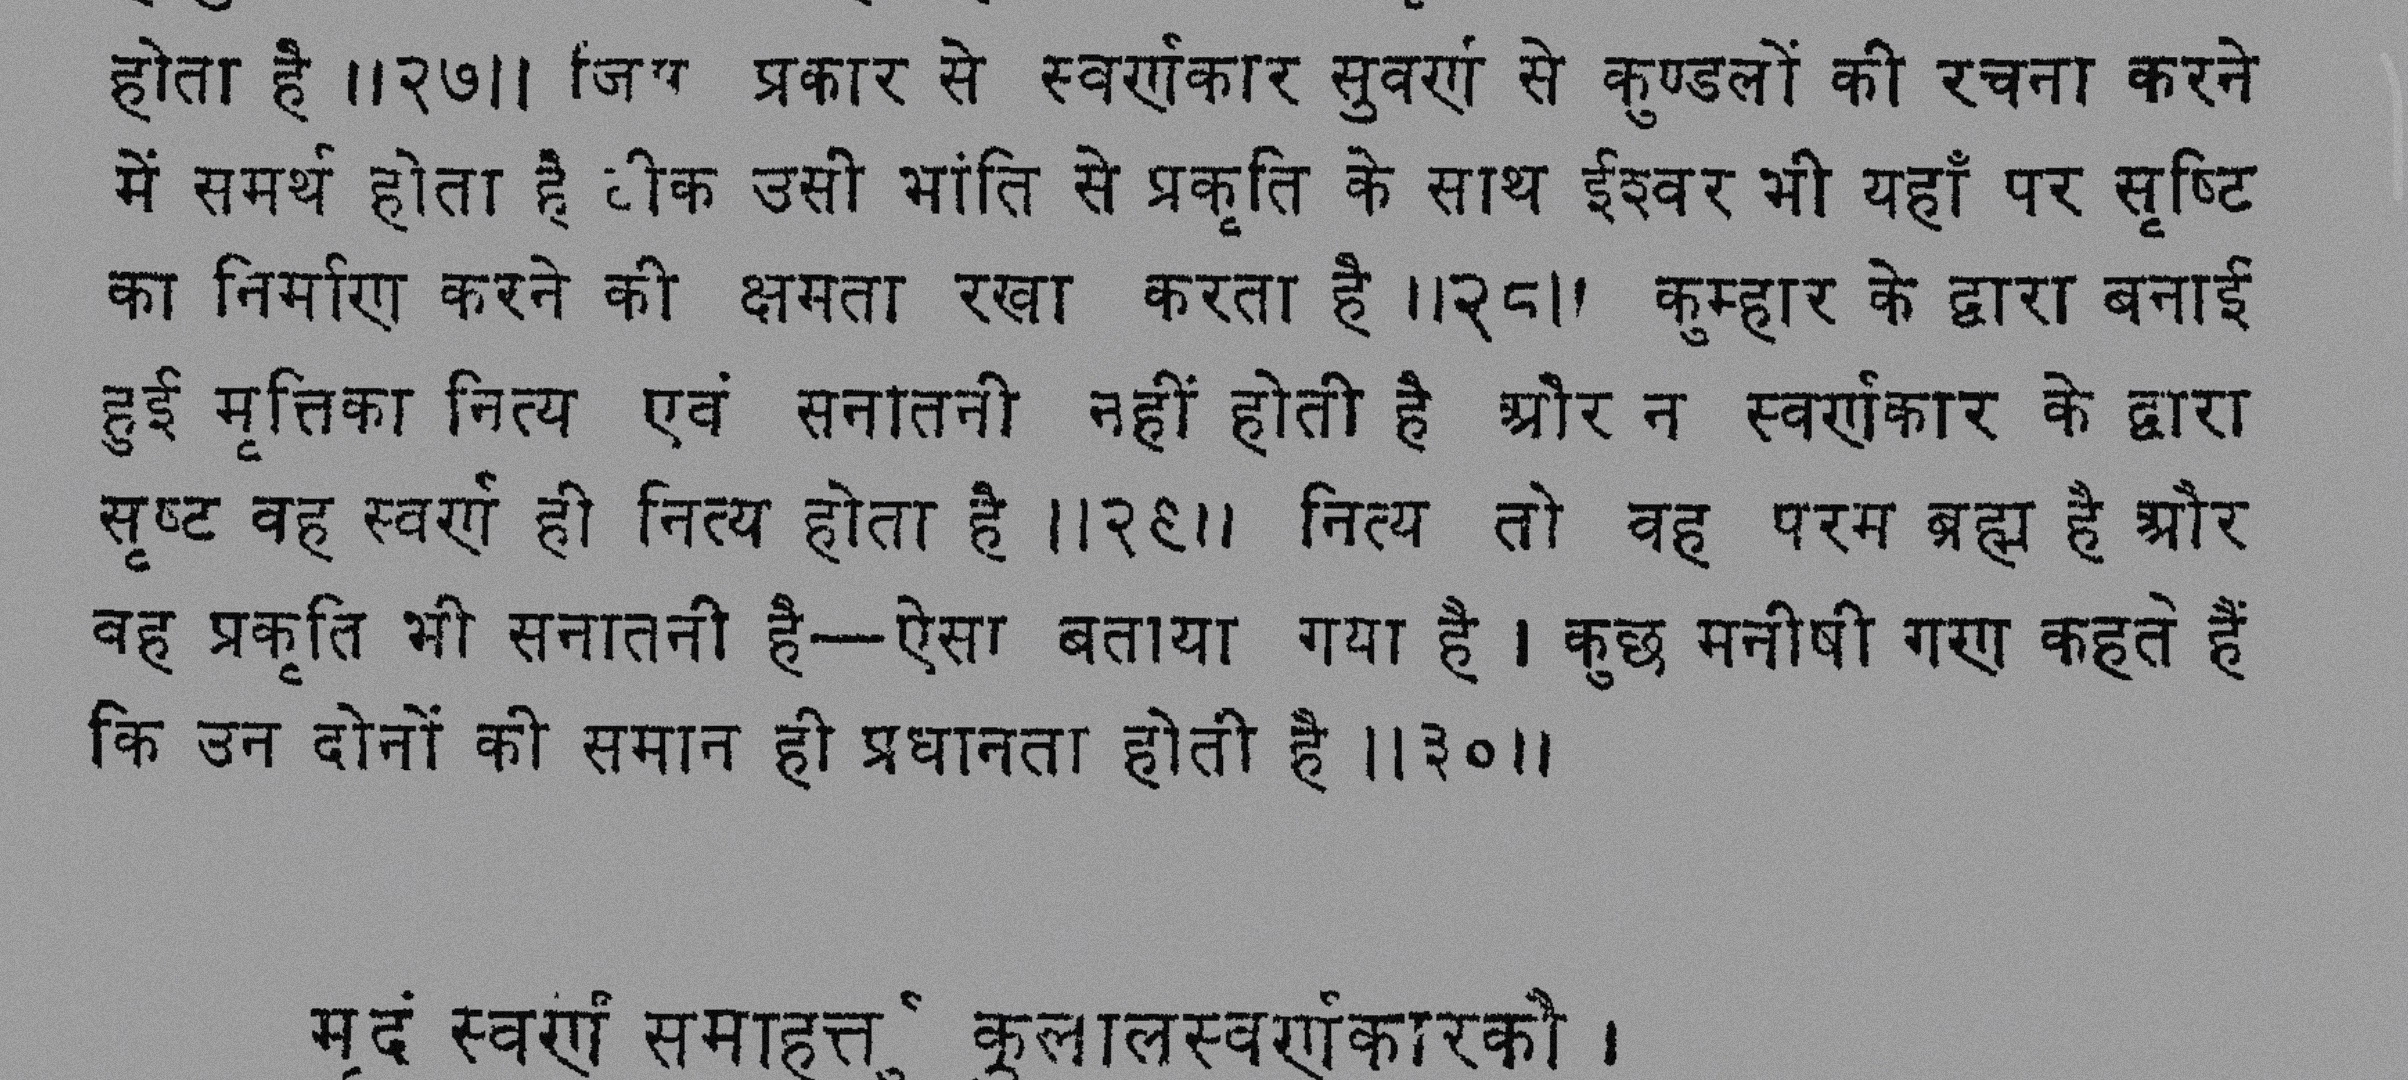 होता है ॥२७॥ जिस प्रकार से स्वर्णकार सुवर्ण से कुण्डलों की रचना करने
में समर्थ होता है ठीक उसी भांति से प्रकृति के साथ ईश्वर भी यहाँ पर सृष्टि
का निर्माण करने की क्षमता रखा करता है ॥२८॥ कुम्हार के द्वारा बनाई
हुई मृत्तिका नित्य एवं सनातनी नहीं होती है और न स्वर्णकार के द्वारा
सृष्ट वह स्वर्ण ही नित्य होता है ॥२९॥ नित्य तो वह परम ब्रह्म है और
वह प्रकृति भी सनातनी है—ऐसा बताया गया है । कुछ मनीषी गण कहते हैं
कि उन दोनों की समान ही प्रधानता होती है ॥३०॥
मृदं स्वर्णं समाहर्त्तुं कुलालस्वर्णकारकौ ।